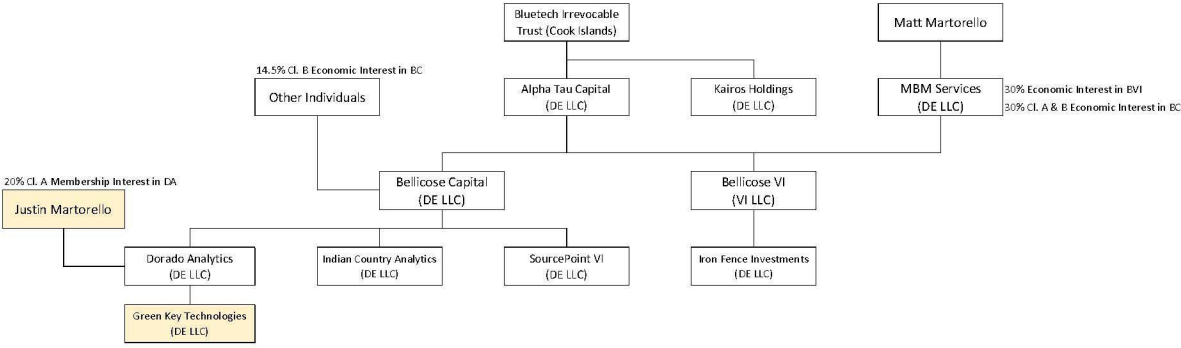 Bluetech Irrevocable
Trust (Cook Islands)
Matt Martorello
14.5% Cl. B Economic Interest in BC
Other Individuals
Alpha Tau Capital
(DE LLC)
Kairos Holdings
(DE LLC)
MBM Services
(DE LLC)
30% Economic Interest in BVI
30% Cl. A & B Economic Interest in BC
20% Cl. A Membership Interest in DA
Justin Martorello
Bellicose Capital
(DE LLC)
Bellicose VI
(VI LLC)
Dorado Analytics
(DE LLC)
Indian Country Analytics
(DE LLC)
SourcePoint VI
(DE LLC)
Iron Fence Investments
(DE LLC)
Green Key Technologies
(DE LLC)